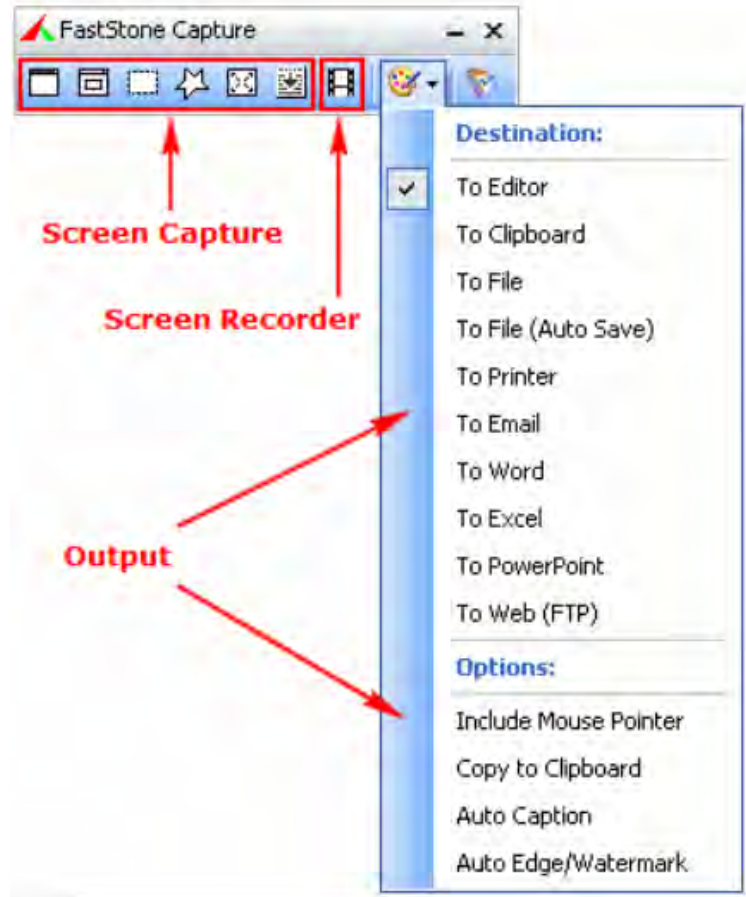 FastStone Capture
Destination:
To Editor
To Clipboard
To File
To File (Auto Save)
To Printer
To Email
To Word
To Excel
To PowerPoint
To Web (FTP)
Options:
Include Mouse Pointer
Copy to Clipboard
Auto Caption
Auto Edge/Watermark
Screen Capture
Screen Recorder
Output